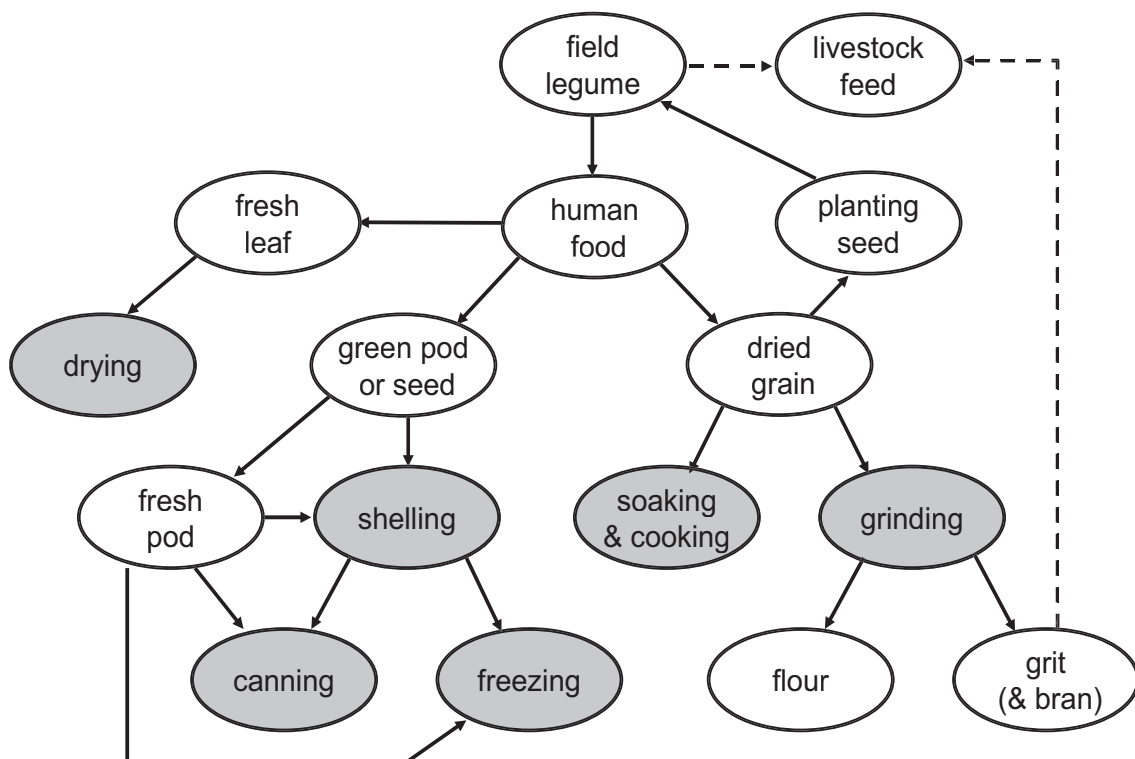 field
legume
livestock
feed
fresh
leaf
human
food
planting
seed
drying
green pod
or seed
dried
grain
fresh
pod
shelling
soaking
& cooking
grinding
canning
freezing
flour
grit
(& bran)